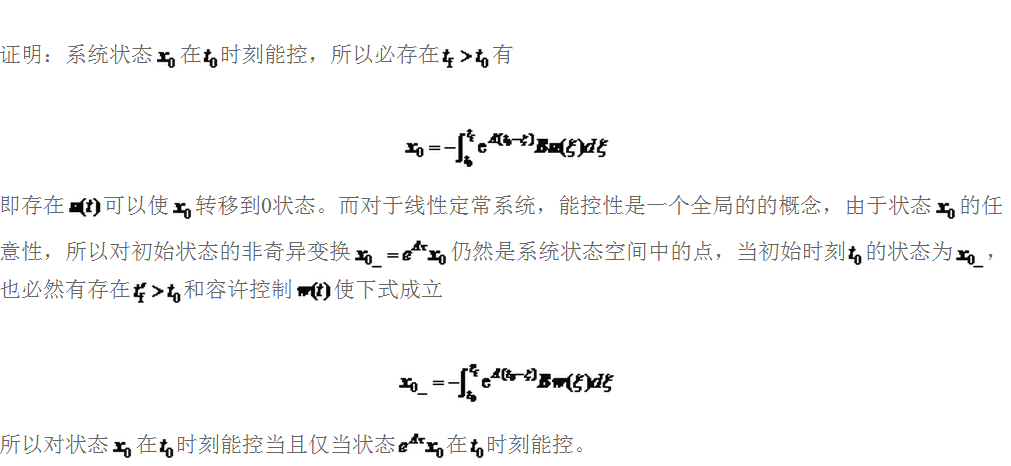 证明：系统状态 x₀ 在 t₀ 时刻能控，所以必存在 t_f > t₀ 有
x₀ = −∫_{t₀}^{t_f} e^{A(t₀−ξ)} Bu(ξ)dξ
即存在 u(t) 可以使 x₀ 转移到0状态。而对于线性定常系统，能控性是一个全局的的概念，由于状态 x₀ 的任
意性，所以对初始状态的非奇异变换 x₀_ = e^{Aτ}x₀ 仍然是系统状态空间中的点，当初始时刻 t₀ 的状态为 x₀_，
也必然有存在 t′_f > t₀ 和容许控制 w(t) 使下式成立
x₀_ = −∫_{t₀}^{t′_f} e^{A(t₀−ξ)} Bw(ξ)dξ
所以对状态 x₀ 在 t₀ 时刻能控当且仅当状态 e^{Aτ}x₀ 在 t₀ 时刻能控。